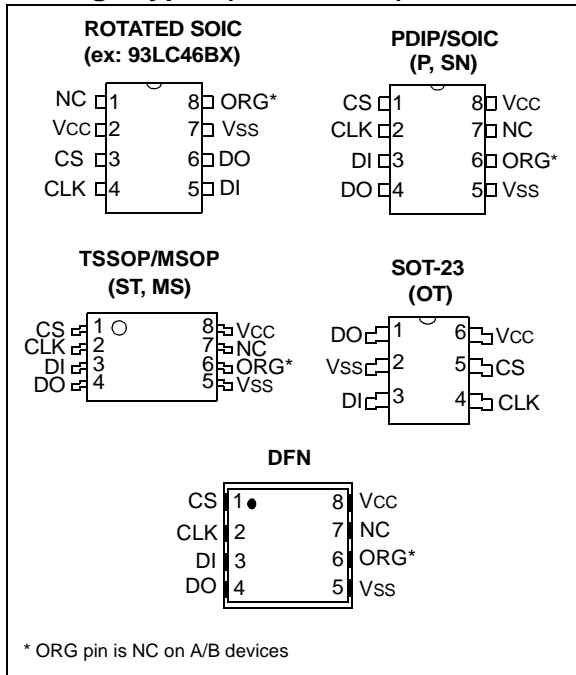 ROTATED SOIC
(ex: 93LC46BX)
NC 1 8 ORG*
Vcc 2 7 Vss
CS 3 6 DO
CLK 4 5 DI
PDIP/SOIC
(P, SN)
CS 1 8 Vcc
CLK 2 7 NC
DI 3 6 ORG*
DO 4 5 Vss
TSSOP/MSOP
(ST, MS)
CS 1 8 Vcc
CLK 2 7 NC
DI 3 6 ORG*
DO 4 5 Vss
SOT-23
(OT)
DO 1 6 Vcc
Vss 2 5 CS
DI 3 4 CLK
DFN
CS 1 8 Vcc
CLK 2 7 NC
DI 3 6 ORG*
DO 4 5 Vss
* ORG pin is NC on A/B devices